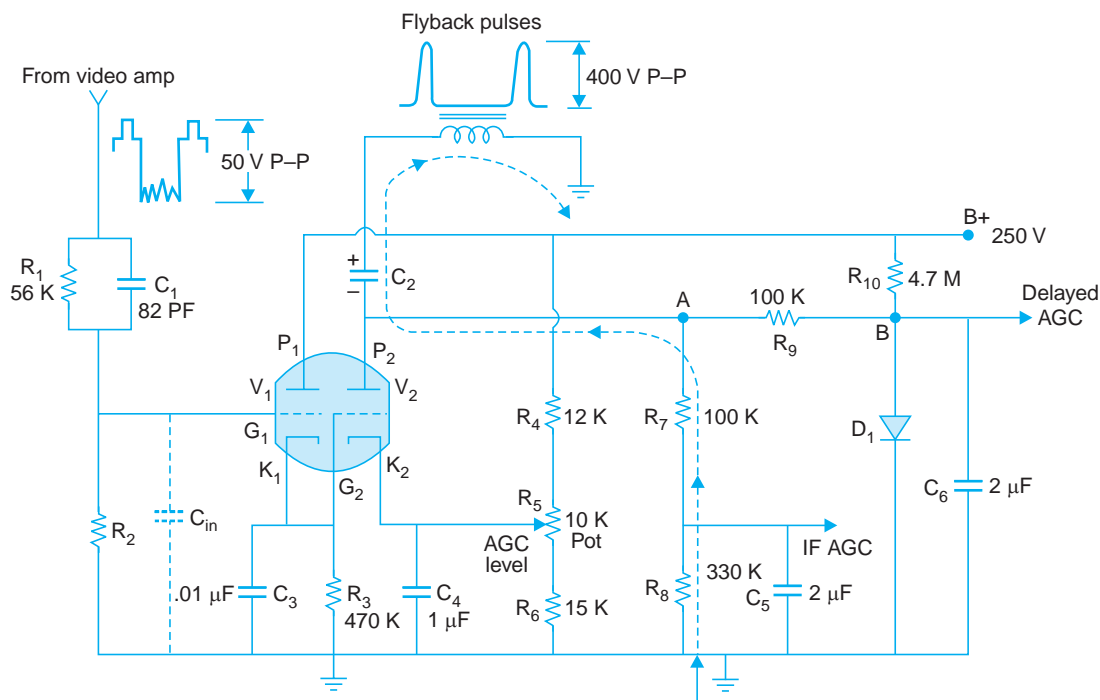 Flyback pulses
From video amp
400 V P–P
50 V P–P
B+
250 V
R1
56 K
C1
82 PF
+
–
C2
R10
4.7 M
A
100 K
R9
B
Delayed
AGC
P1
P2
V1
V2
G1
K1
G2
K2
R4
12 K
R7
100 K
D1
C6
2 μF
R2
Cin
R5
10 K
Pot
AGC
level
IF AGC
.01 μF
C3
R3
470 K
C4
1 μF
R6
15 K
330 K
R8
C5
2 μF